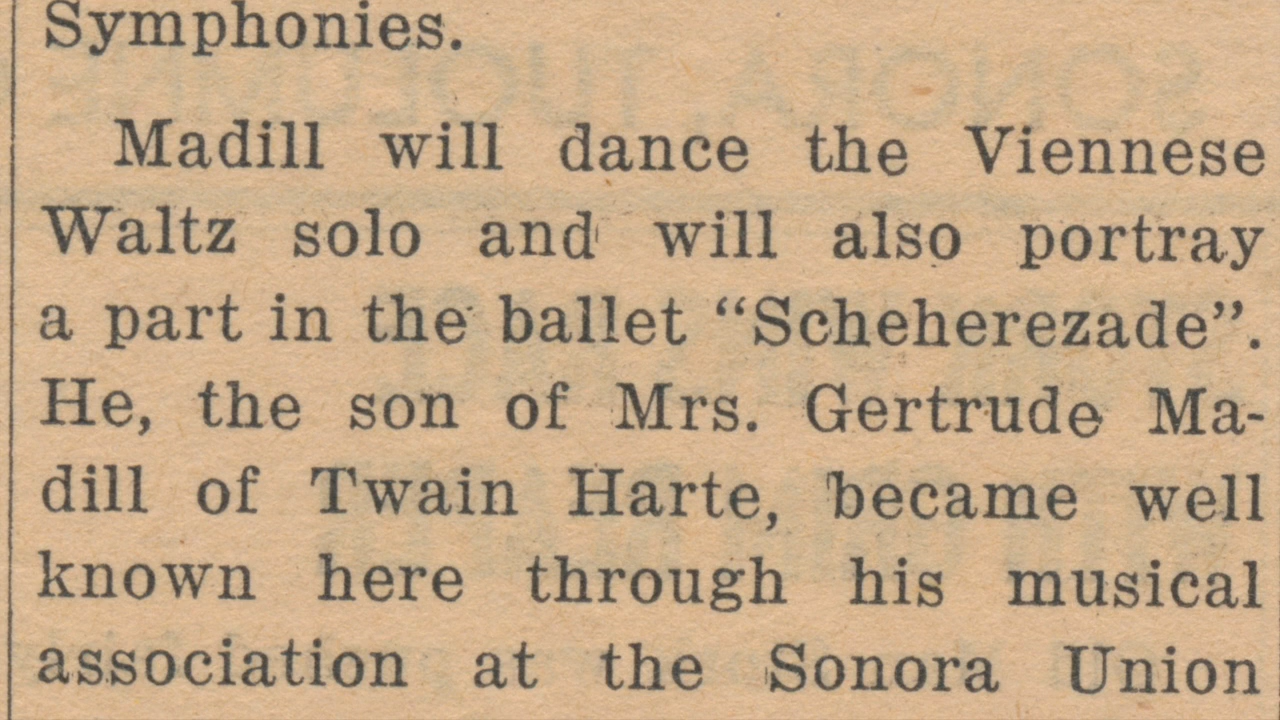 Symphonies.
Madill will dance the Viennese
Waltz solo and will also portray
a part in the ballet “Scheherezade”.
He, the son of Mrs. Gertrude Ma-
dill of Twain Harte, became well
known here through his musical
association at the Sonora Union